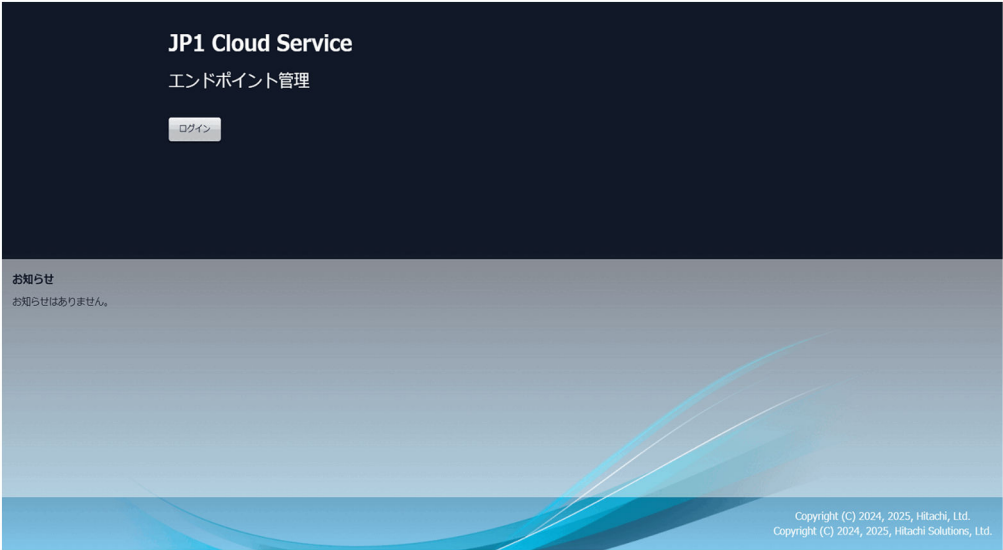 JP1 Cloud Service
エンドポイント管理
ログイン
お知らせ
お知らせはありません。
Copyright (C) 2024, 2025, Hitachi, Ltd.
Copyright (C) 2024, 2025, Hitachi Solutions, Ltd.